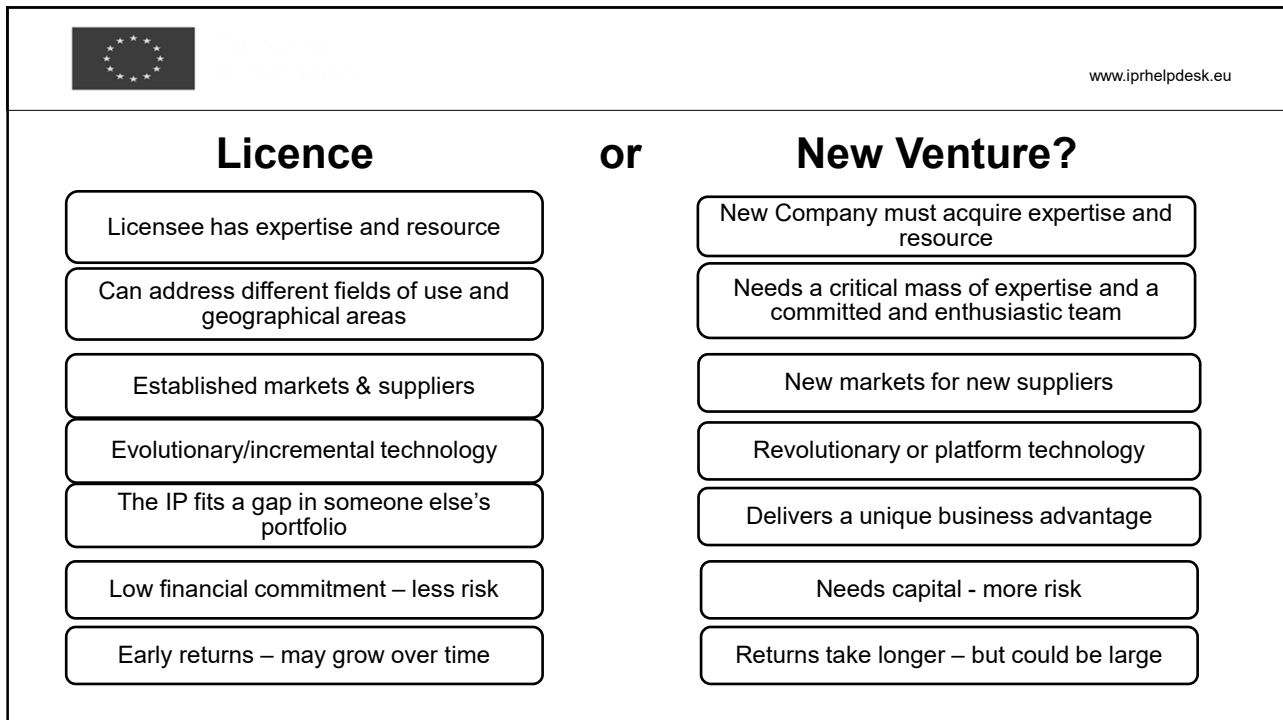 www.iprhelpdesk.eu
Licence or New Venture?
Licensee has expertise and resource
New Company must acquire expertise and
resource
Can address different fields of use and
geographical areas
Needs a critical mass of expertise and a
committed and enthusiastic team
Established markets & suppliers
New markets for new suppliers
Evolutionary/incremental technology
Revolutionary or platform technology
The IP fits a gap in someone else’s
portfolio
Delivers a unique business advantage
Low financial commitment – less risk
Needs capital - more risk
Early returns – may grow over time
Returns take longer – but could be large